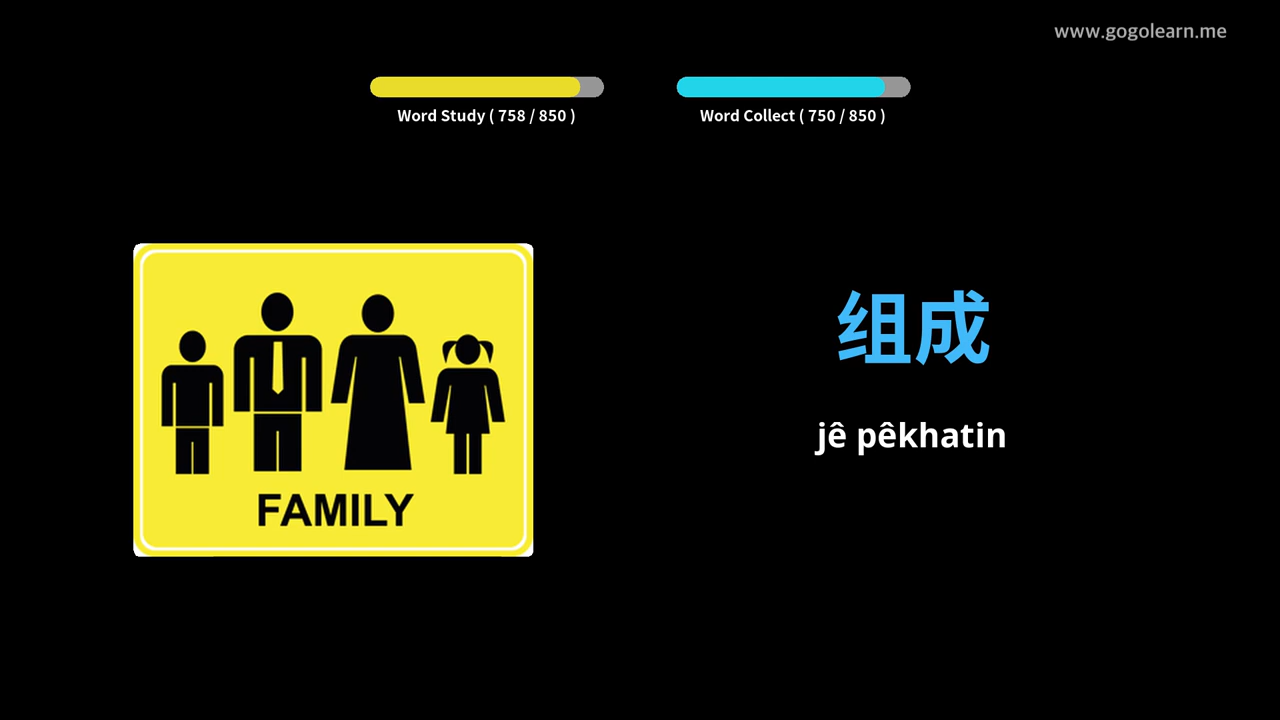 www.gogolearn.me
Word Study ( 758 / 850 )
Word Collect ( 750 / 850 )
FAMILY
组成
jê pêkhatin